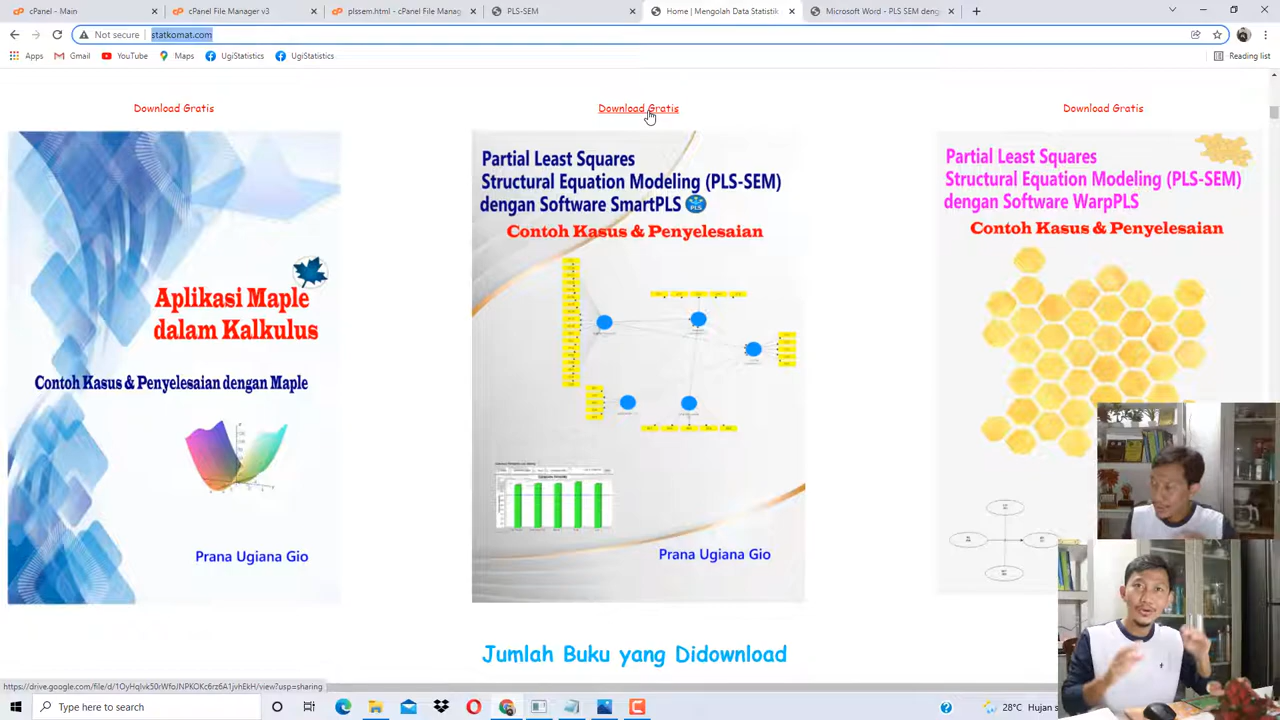 cPanel - Main
cPanel File Manager v3
plssem.html - cPanel File Mana
PLS-SEM
Home | Mengolah Data Statistik
Microsoft Word - PLS SEM deng
Not secure
statkomat.com
Apps
Gmail
YouTube
Maps
UgiStatistics
UgiStatistics
Reading list
Download Gratis
Download Gratis
Download Gratis
Aplikasi Maple
dalam Kalkulus
Contoh Kasus & Penyelesaian dengan Maple
Prana Ugiana Gio
Partial Least Squares
Structural Equation Modeling (PLS-SEM)
dengan Software SmartPLS
PLS
Contoh Kasus & Penyelesaian
Prana Ugiana Gio
Partial Least Squares
Structural Equation Modeling (PLS-SEM)
dengan Software WarpPLS
Contoh Kasus & Penyelesaian
Jumlah Buku yang Didownload
Type here to search
28°C
Hujan s